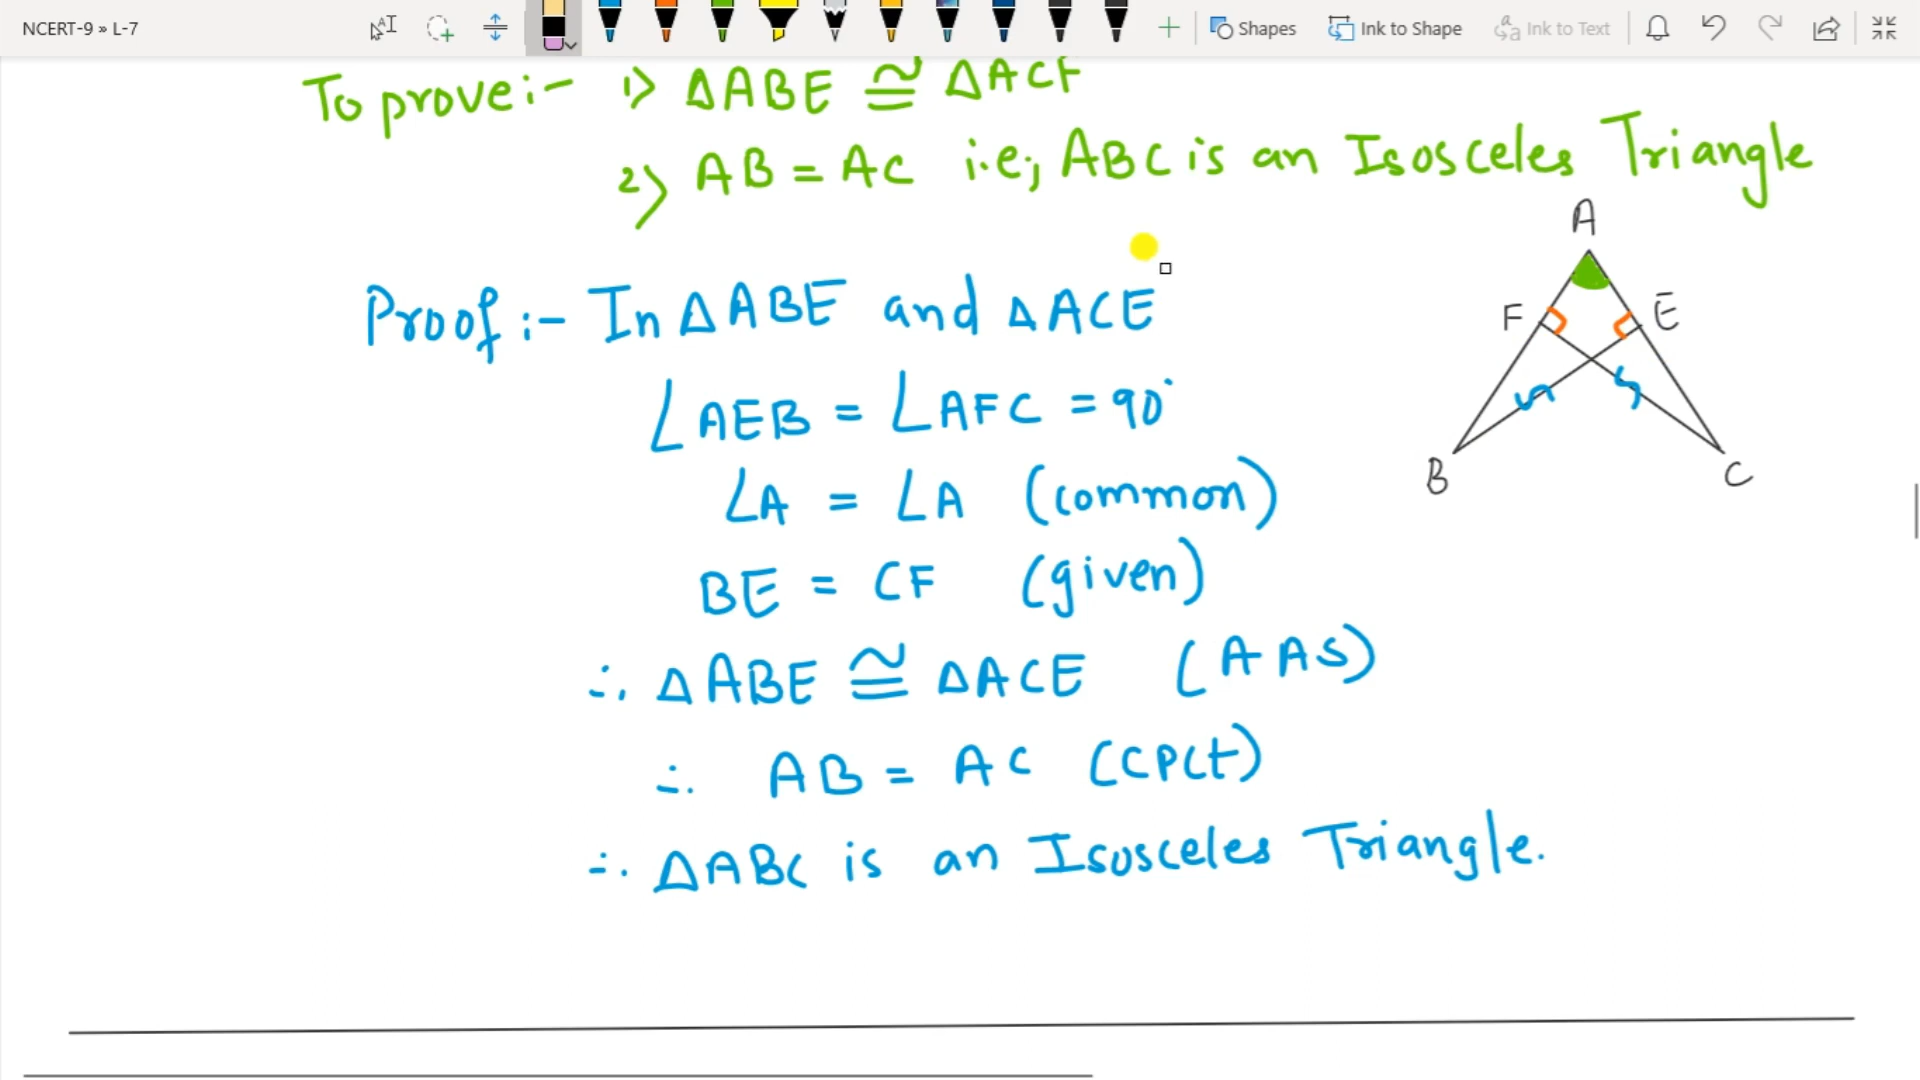 NCERT-9 » L-7
Shapes
Ink to Shape
Ink to Text
To prove:- 1) ΔABE ≅ ΔACF
2) AB = AC i.e; ABC is an Isosceles Triangle
A
F
E
B
C
Proof:- In ΔABE and ΔACE
∠AEB = ∠AFC = 90°
∠A = ∠A (common)
BE = CF (given)
∴ ΔABE ≅ ΔACE (AAS)
∴ AB = AC (CPCt)
∴ ΔABC is an Isosceles Triangle.